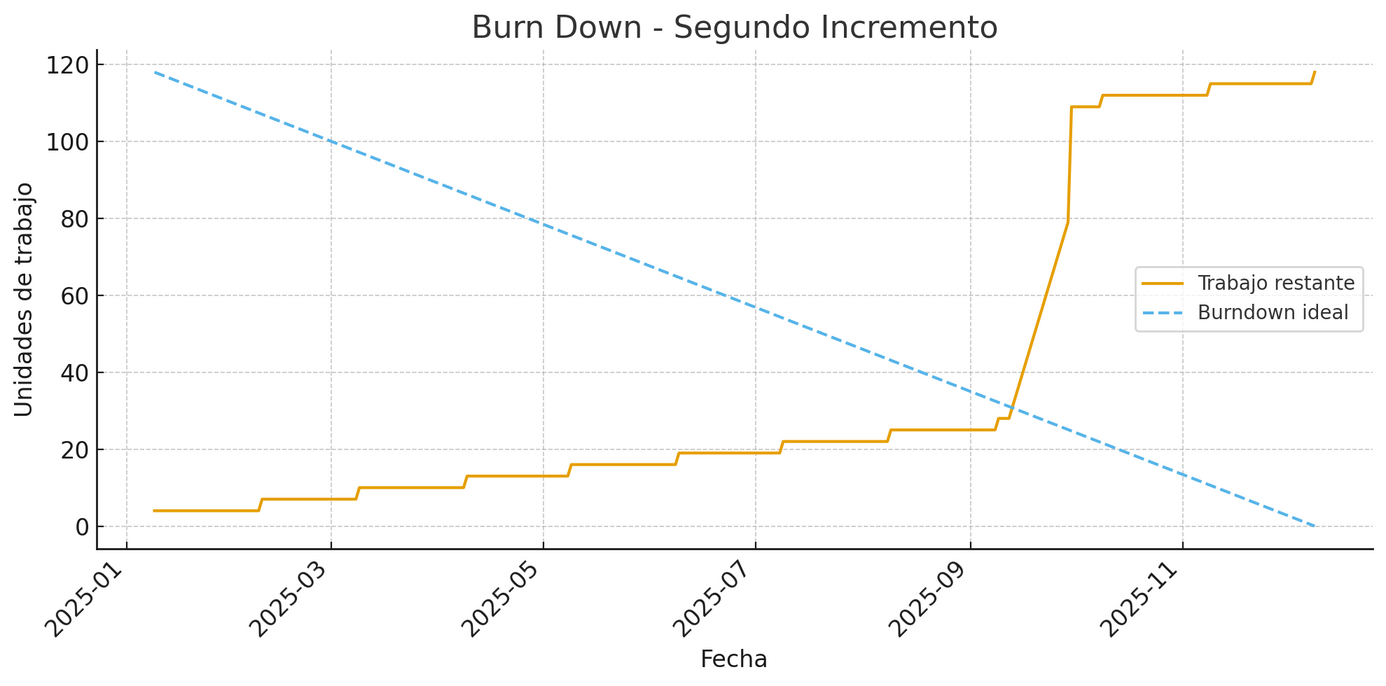 Burn Down - Segundo Incremento
Unidades de trabajo
120
100
80
60
40
20
0
Trabajo restante
Burndown ideal
2025-01
2025-03
2025-05
2025-07
2025-09
2025-11
Fecha